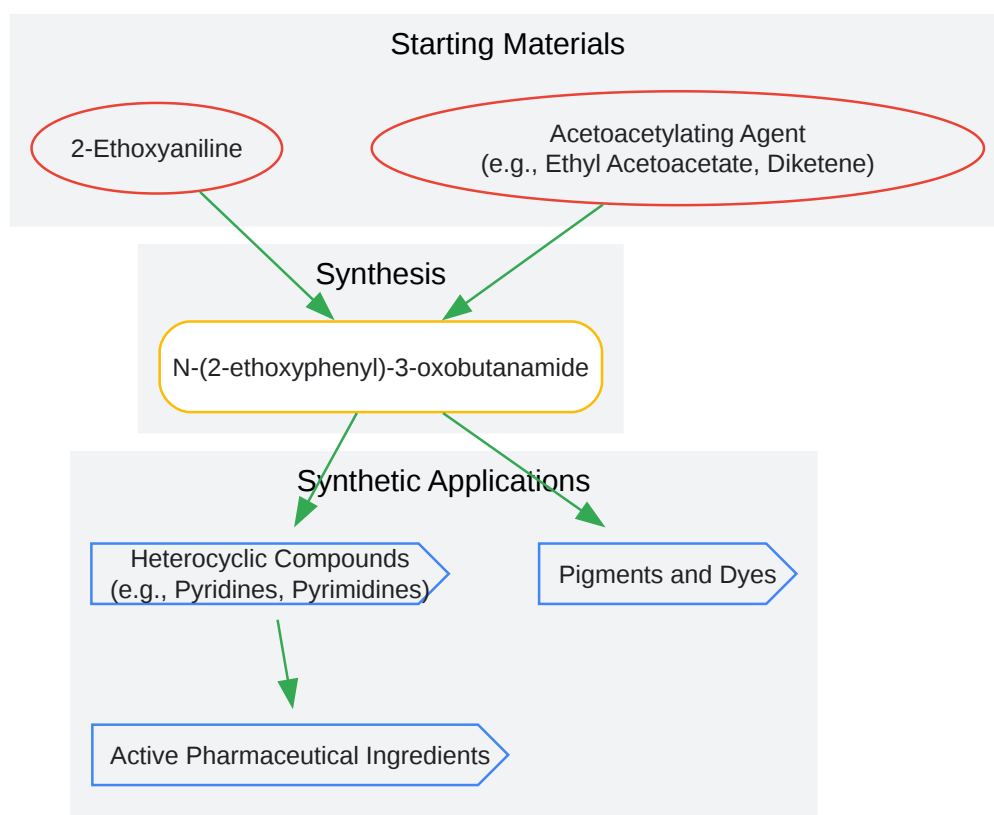 Starting Materials
2-Ethoxyaniline
Acetoacetylating Agent
(e.g., Ethyl Acetoacetate, Diketene)
Synthesis
N-(2-ethoxyphenyl)-3-oxobutanamide
Synthetic Applications
Heterocyclic Compounds
(e.g., Pyridines, Pyrimidines)
Pigments and Dyes
Active Pharmaceutical Ingredients